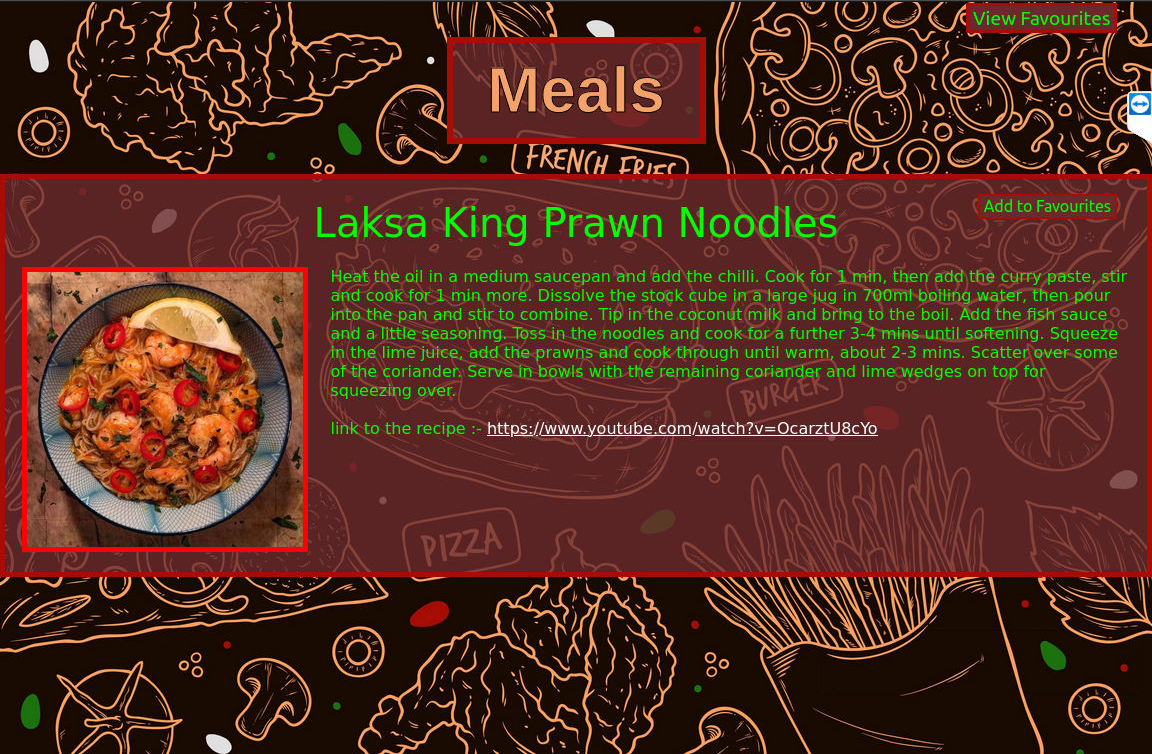 View Favourites
Meals
FRENCH FRIES
Laksa King Prawn Noodles
Add to Favourites
Heat the oil in a medium saucepan and add the chilli. Cook for 1 min, then add the curry paste, stir
and cook for 1 min more. Dissolve the stock cube in a large jug in 700ml boiling water, then pour
into the pan and stir to combine. Tip in the coconut milk and bring to the boil. Add the fish sauce
and a little seasoning. Toss in the noodles and cook for a further 3-4 mins until softening. Squeeze
in the lime juice, add the prawns and cook through until warm, about 2-3 mins. Scatter over some
of the coriander. Serve in bowls with the remaining coriander and lime wedges on top for
squeezing over.
BURGER
link to the recipe :- https://www.youtube.com/watch?v=OcarztU8cYo
PIZZA